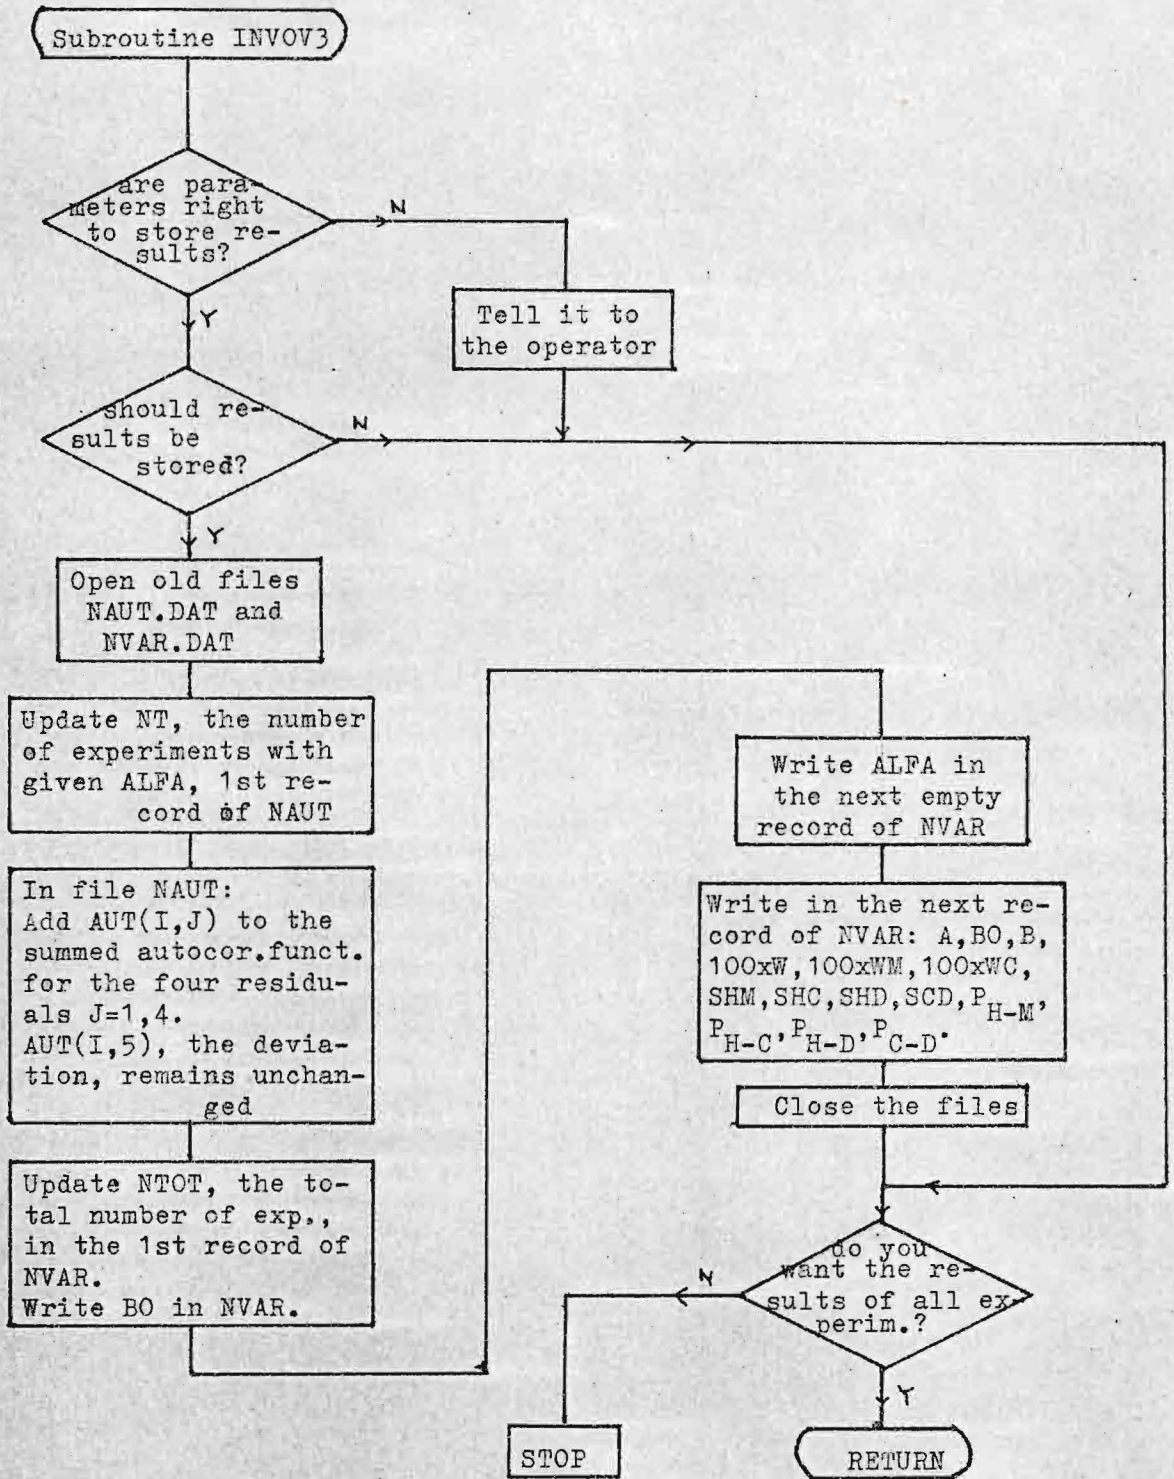 Subroutine INVOV3
are para-
meters right
to store re-
sults?
N
Y
Tell it to
the operator
should re-
sults be
stored?
N
Y
Open old files
NAUT.DAT and
NVAR.DAT
Update NT, the number
of experiments with
given ALFA, 1st re-
cord of NAUT
In file NAUT:
Add AUT(I,J) to the
summed autocor.funct.
for the four residu-
als J=1,4.
AUT(I,5), the devia-
tion, remains unchan-
ged
Update NTOT, the to-
tal number of exp.,
in the 1st record of
NVAR.
Write BO in NVAR.
Write ALFA in
the next empty
record of NVAR
Write in the next re-
cord of NVAR: A,BO,B,
100xW,100xWM,100xWC,
SHM,SHC,SHD,SCD,P_H-M,
P_H-C,P_H-D,P_C-D.
Close the files
do you
want the re-
sults of all ex-
perim.?
N
Y
STOP
RETURN